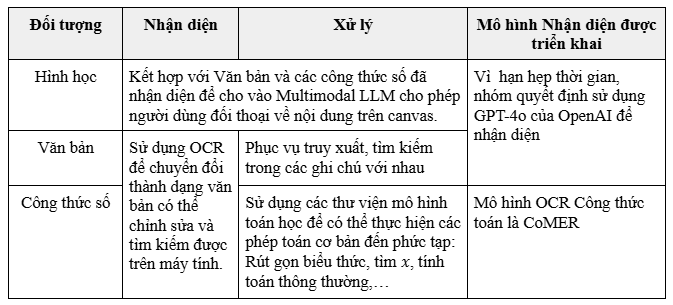 Đối tượng
Nhận diện
Xử lý
Mô hình Nhận diện được
triển khai
Hình học
Kết hợp với Văn bản và các công thức số đã
nhận diện để cho vào Multimodal LLM cho phép
người dùng đối thoại về nội dung trên canvas.
Vì hạn hẹp thời gian,
nhóm quyết định sử dụng
GPT-4o của OpenAI để
nhận diện
Văn bản
Sử dụng OCR
để chuyển đổi
thành dạng văn
bản có thể
chỉnh sửa và
tìm kiếm được
trên máy tính.
Phục vụ truy xuất, tìm kiếm
trong các ghi chú với nhau
Công thức số
Sử dụng các thư viện mô hình
toán học để có thể thực hiện các
phép toán cơ bản đến phức tạp:
Rút gọn biểu thức, tìm x, tính
toán thông thường,…
Mô hình OCR Công thức
toán là CoMER